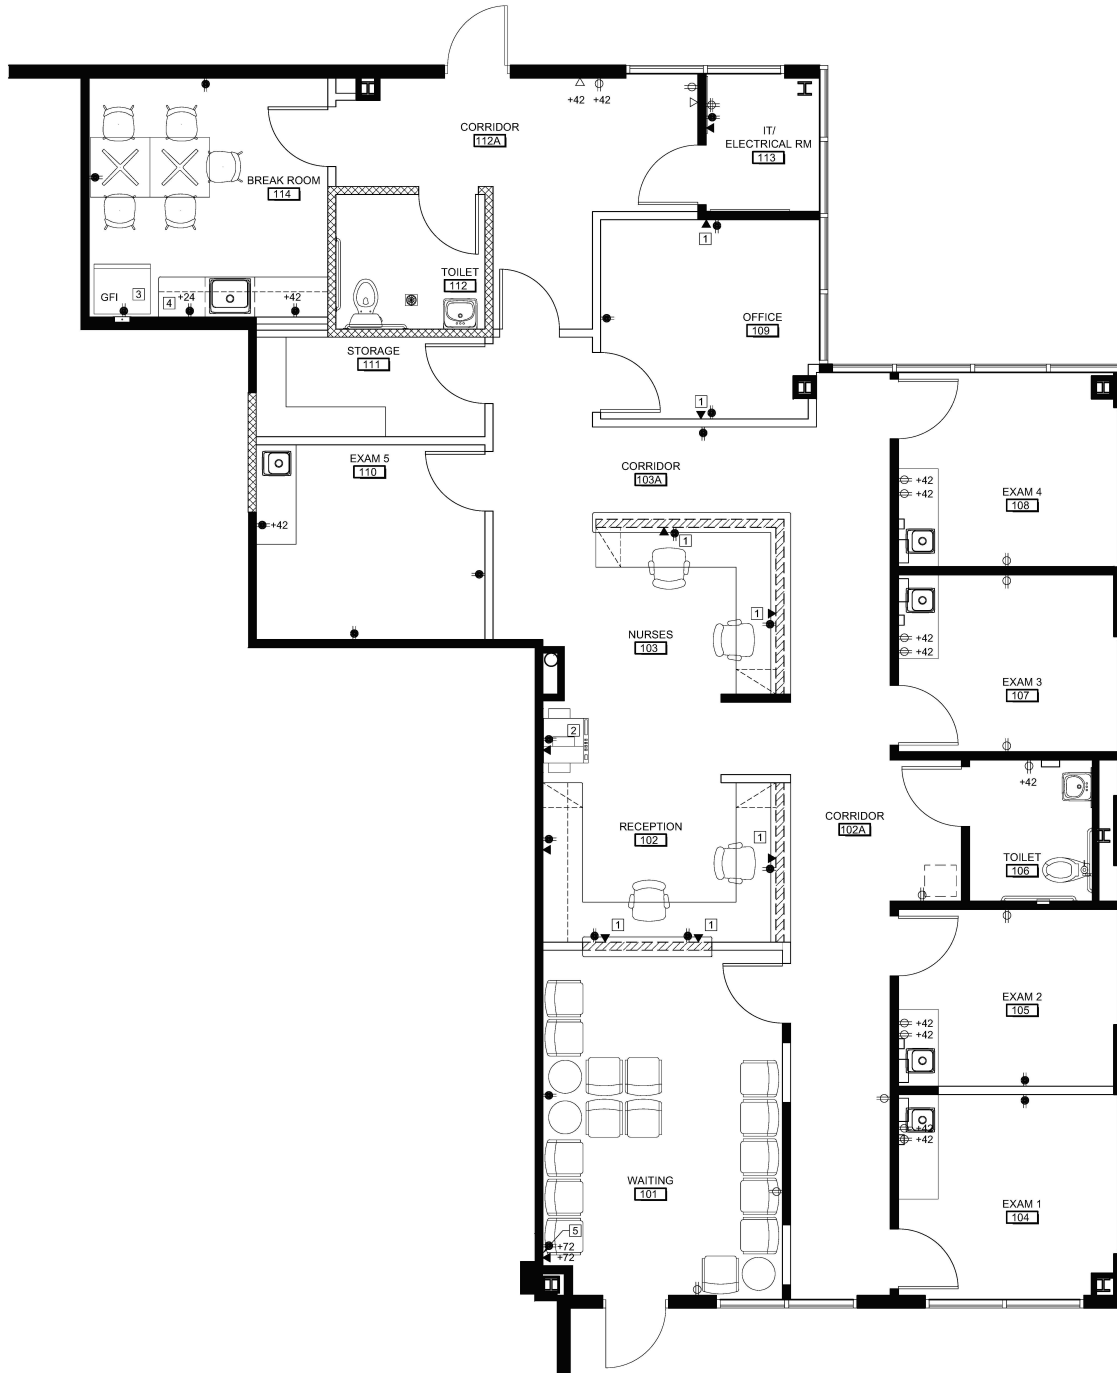 CORRIDOR
112A
+42 +42
IT/
ELECTRICAL RM
113
BREAK ROOM
114
TOILET
112
GFI
3
4
+24
+42
1
OFFICE
109
STORAGE
111
1
EXAM 5
110
+42
CORRIDOR
103A
+42
+42
EXAM 4
108
1
1
NURSES
103
+42
+42
EXAM 3
107
2
+42
RECEPTION
102
1
CORRIDOR
102A
TOILET
106
1
1
EXAM 2
105
+42
+42
+42
+42
WAITING
101
EXAM 1
104
5
+72
+72